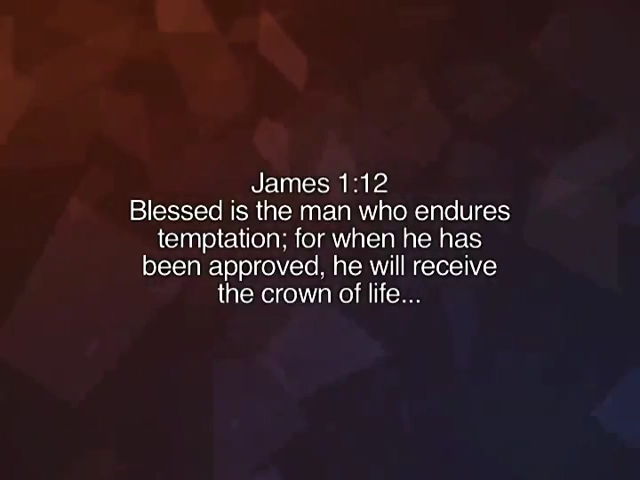 James 1:12
Blessed is the man who endures
temptation; for when he has
been approved, he will receive
the crown of life...